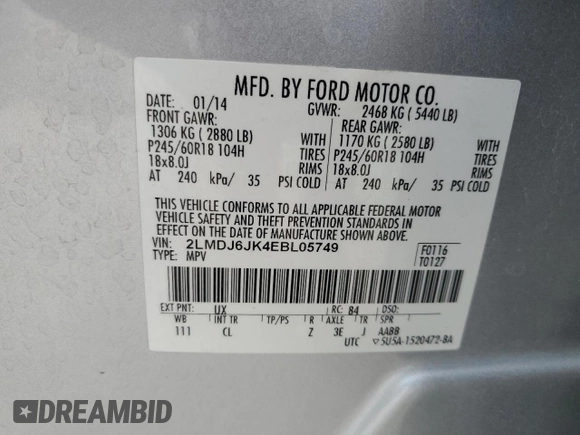 MFD. BY FORD MOTOR CO.
DATE: 01/14 GVWR: 2468 KG ( 5440 LB)
FRONT GAWR: REAR GAWR:
1306 KG ( 2880 LB) WITH 1170 KG ( 2580 LB) WITH
P245/60R18 104H TIRES P245/60R18 104H TIRES
18x8.0J RIMS 18x8.0J RIMS
AT 240 kPa/ 35 PSI COLD AT 240 kPa/ 35 PSI COLD
THIS VEHICLE CONFORMS TO ALL APPLICABLE FEDERAL MOTOR
VEHICLE SAFETY AND THEFT PREVENTION STANDARDS IN
EFFECT ON THE DATE OF MANUFACTURE SHOWN ABOVE.
VIN: 2LMDJ6JK4EBL05749 F0116
TYPE: MPV T0127
EXT PNT: UX RC: 84 DSO:
WB INT TR TP/PS R AXLE TR SPR
111 CL Z 3E J AABB
UTC 5U5A-1520472-BA
DREAMBID